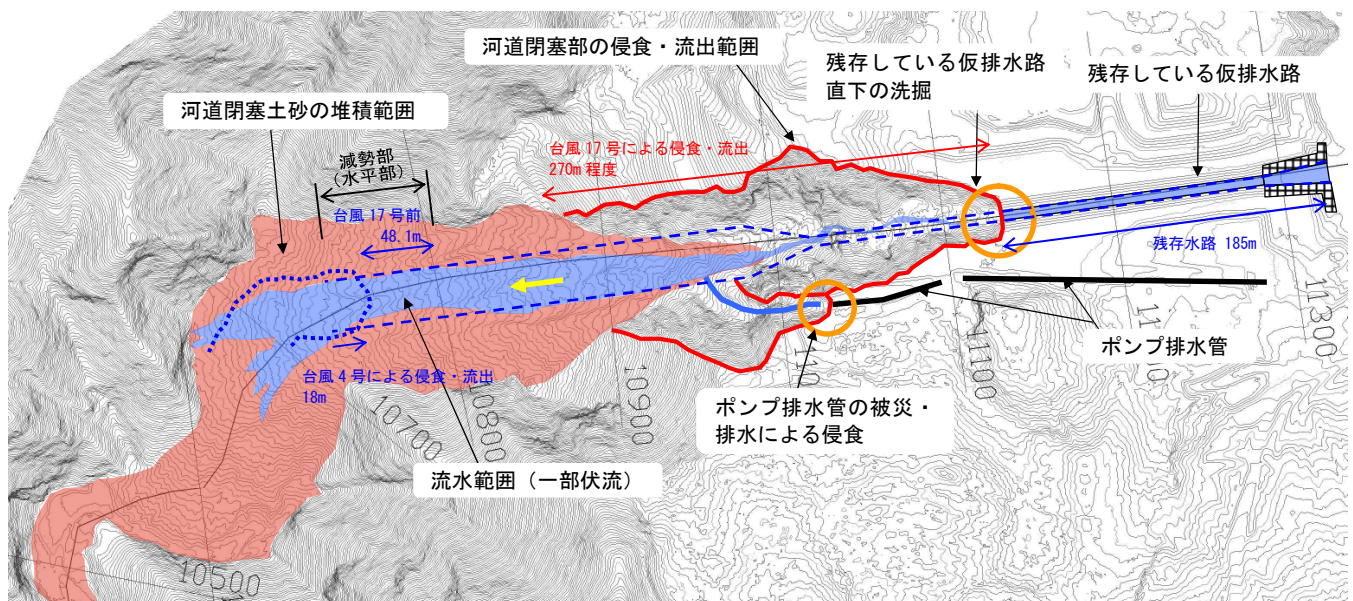 河道閉塞部の侵食・流出範囲
残存している仮排水路
直下の洗掘
残存している仮排水路
河道閉塞土砂の堆積範囲
減勢部
（水平部）
台風17号による侵食・流出
270m 程度
台風17号前
48.1m
残存水路 185m
ポンプ排水管
台風4号による侵食・流出
18m
ポンプ排水管の被災・
排水による侵食
流水範囲（一部伏流）
10500
10700
10800
10900
11100
11300